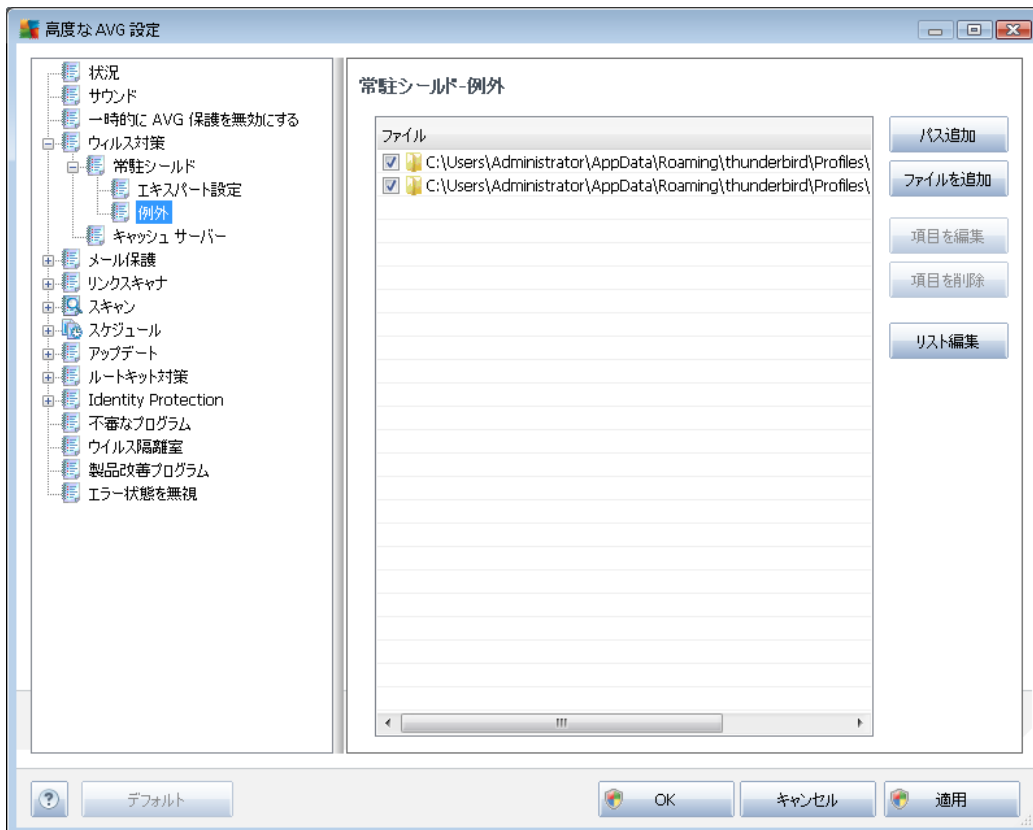 高度な AVG 設定
状況
サウンド
一時的に AVG 保護を無効にする
ウィルス対策
常駐シールド
エキスパート設定
例外
キャッシュ サーバー
メール保護
リンクスキャナ
スキャン
スケジュール
アップデート
ルートキット対策
Identity Protection
不審なプログラム
ウイルス隔離室
製品改善プログラム
エラー状態を無視
常駐シールド-例外
ファイル
C:\Users\Administrator\AppData\Roaming\thunderbird\Profiles\
C:\Users\Administrator\AppData\Roaming\thunderbird\Profiles\
パス追加
ファイルを追加
項目を編集
項目を削除
リスト編集
?
デフォルト
OK
キャンセル
適用